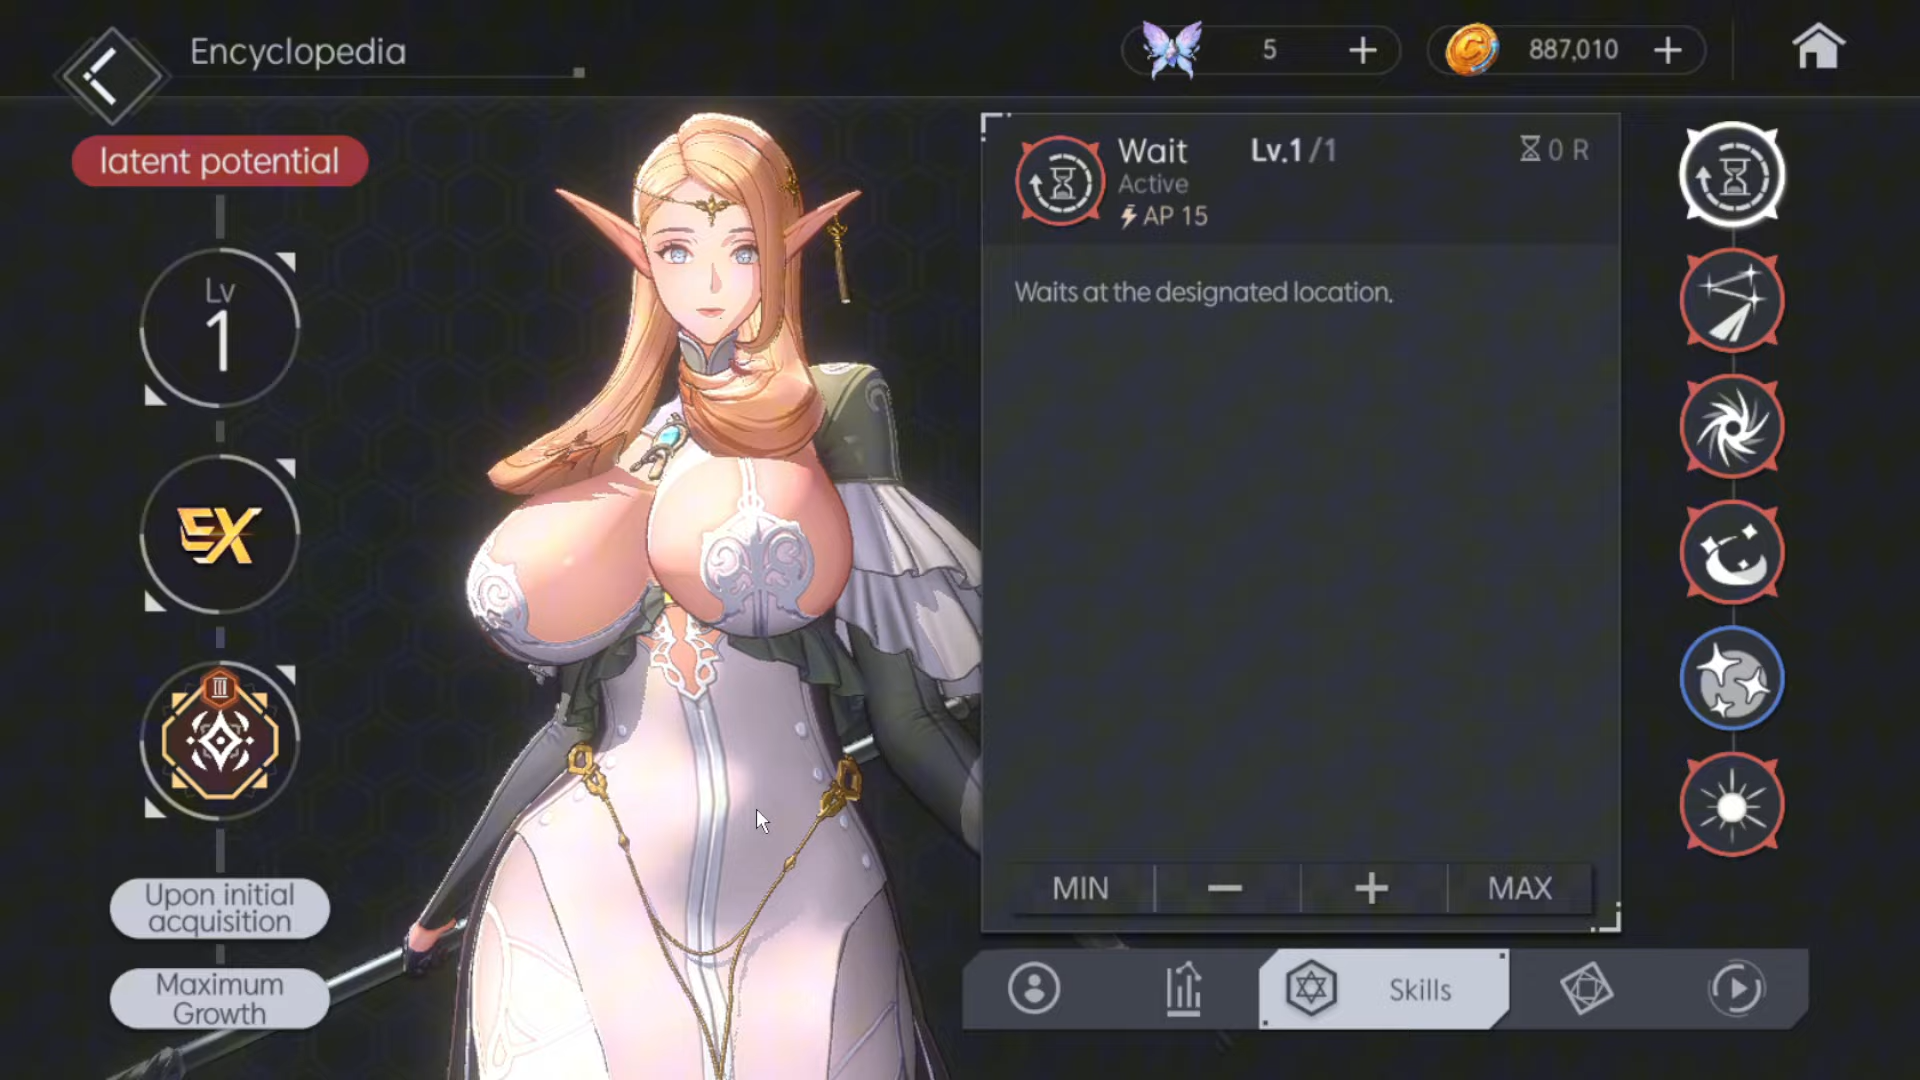 Encyclopedia
5
887,010
latent potential
Lv
1
EX
III
Upon initial
acquisition
Maximum
Growth
Wait
Lv.1/1
0 R
Active
AP 15
Waits at the designated location.
MIN
MAX
Skills